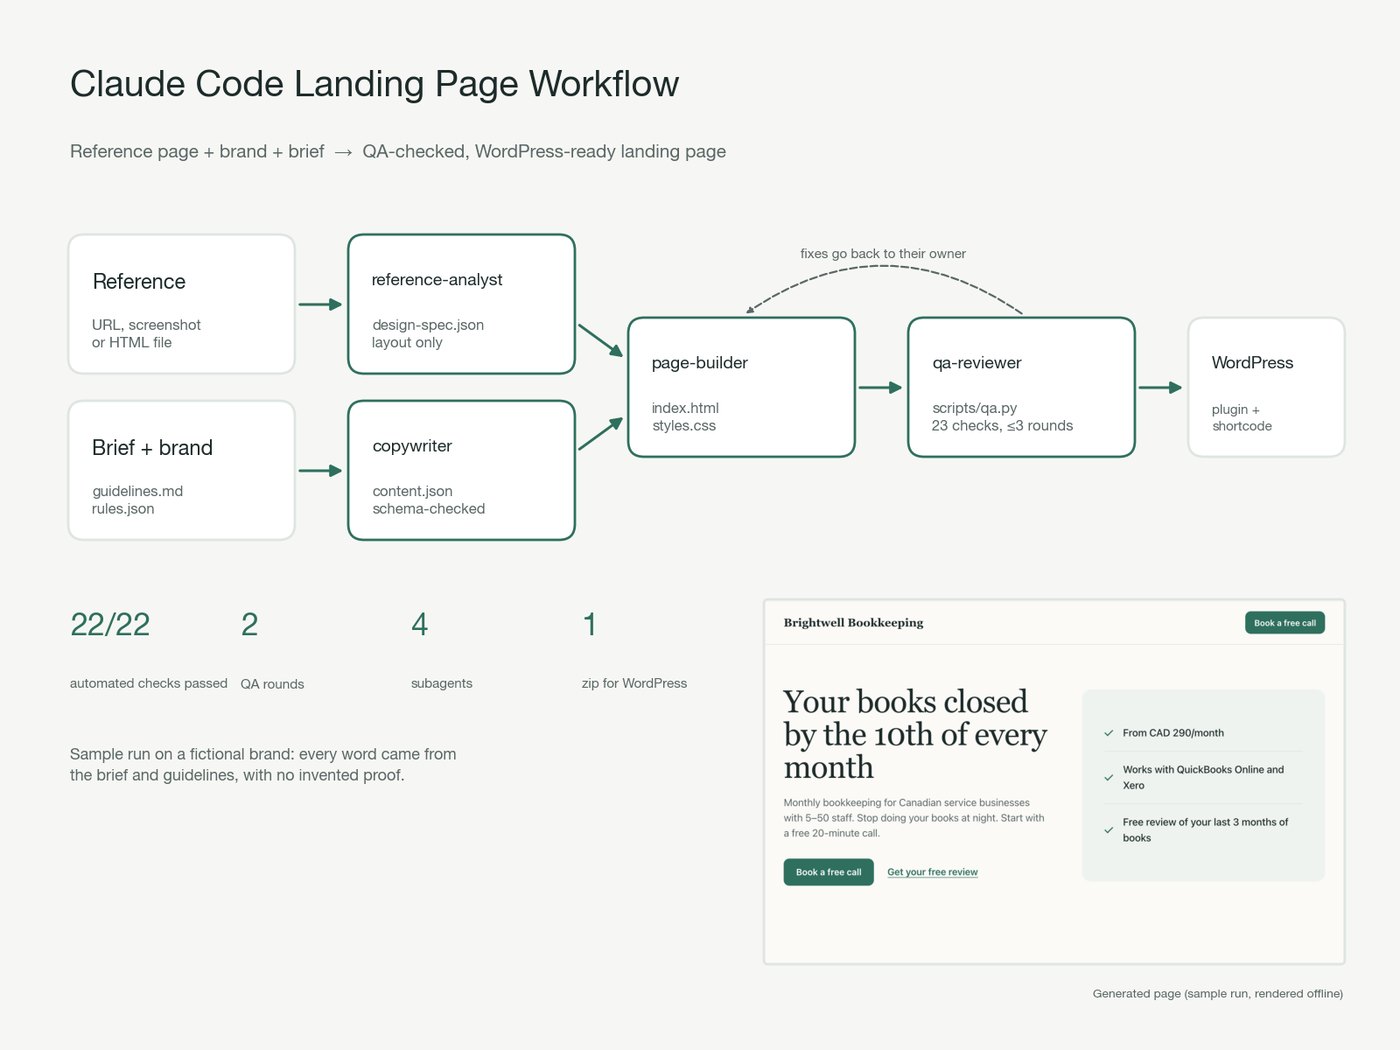 Claude Code Landing Page Workflow
Reference page + brand + brief → QA-checked, WordPress-ready landing page
Reference
URL, screenshot
or HTML file
reference-analyst
design-spec.json
layout only
Brief + brand
guidelines.md
rules.json
copywriter
content.json
schema-checked
page-builder
index.html
styles.css
fixes go back to their owner
qa-reviewer
scripts/qa.py
23 checks, ≤3 rounds
WordPress
plugin +
shortcode
22/22
automated checks passed
2
QA rounds
4
subagents
1
zip for WordPress
Sample run on a fictional brand: every word came from
the brief and guidelines, with no invented proof.
Brightwell Bookkeeping
Book a free call
Your books closed
by the 10th of every
month
Monthly bookkeeping for Canadian service businesses
with 5–50 staff. Stop doing your books at night. Start with
a free 20-minute call.
Book a free call
Get your free review
From CAD 290/month
Works with QuickBooks Online and
Xero
Free review of your last 3 months of
books
Generated page (sample run, rendered offline)